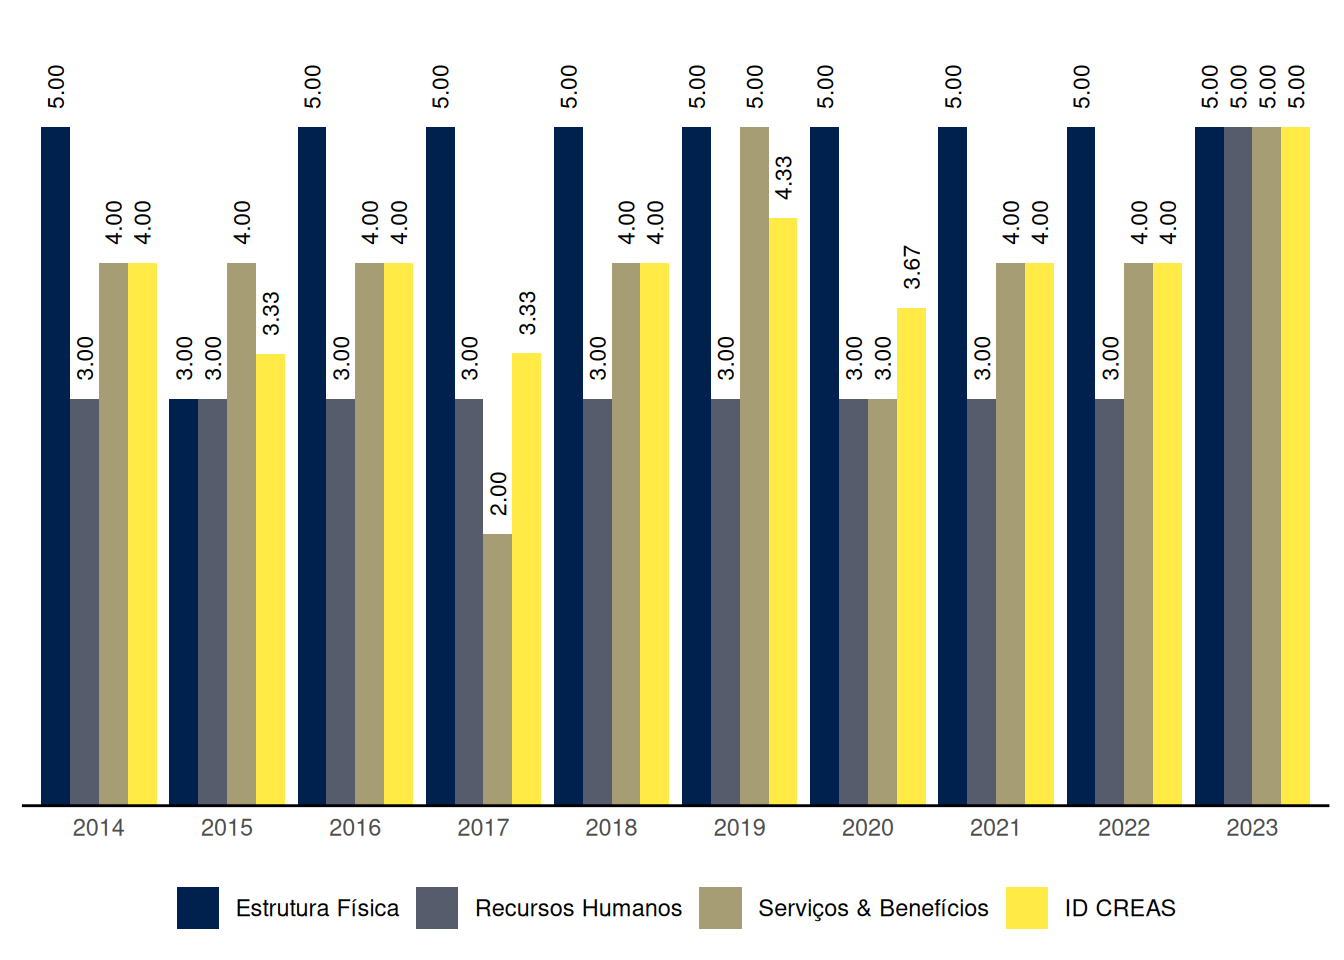 5.00 5.00 5.00 5.00 5.00 5.00 5.00 5.00 5.00 5.00 5.00 5.00 5.00
4.33
4.00 4.00 4.00 4.00 4.00 4.00 4.00 4.00 4.00 4.00 4.00
3.67
3.33 3.33
3.00 3.00 3.00 3.00 3.00 3.00 3.00 3.00 3.00 3.00 3.00
2.00
2014 2015 2016 2017 2018 2019 2020 2021 2022 2023
Estrutura Física Recursos Humanos Serviços & Benefícios ID CREAS